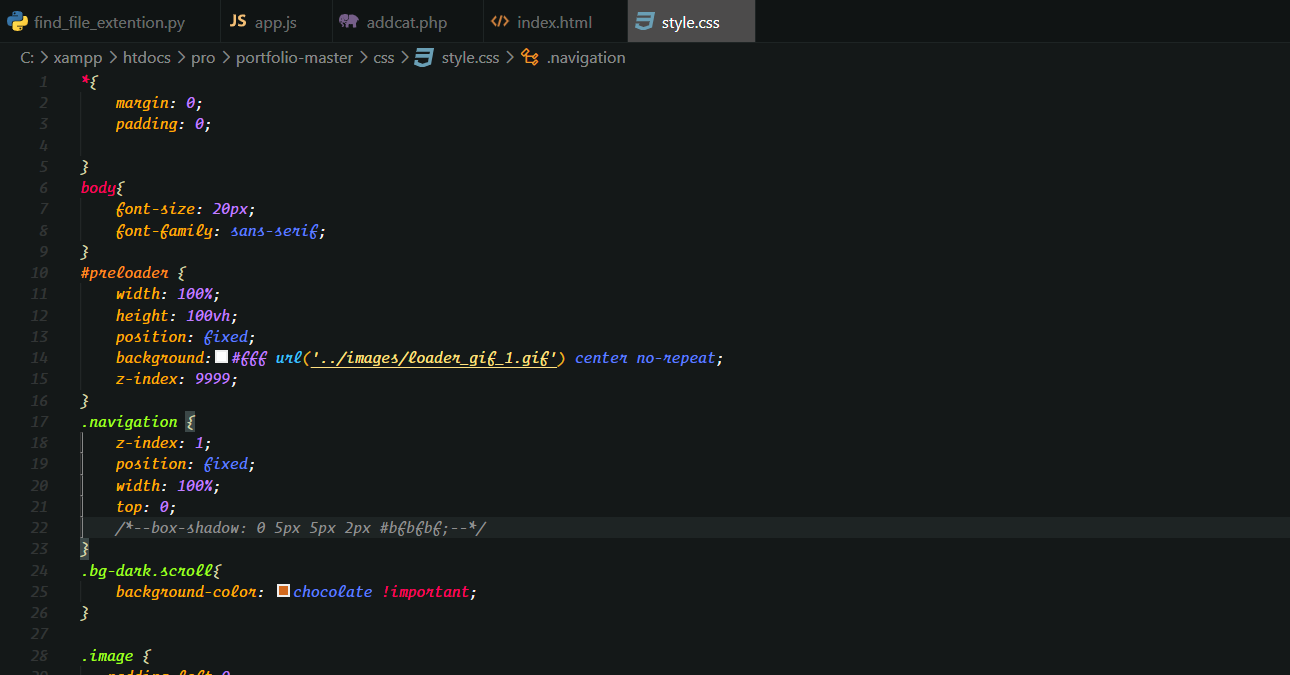 find_file_extention.py JS app.js addcat.php index.html style.css
C: > xampp > htdocs > pro > portfolio-master > css > style.css > .navigation
1 *{
2 margin: 0;
3 padding: 0;
4
5 }
6 body{
7 font-size: 20px;
8 font-family: sans-serif;
9 }
10 #preloader {
11 width: 100%;
12 height: 100vh;
13 position: fixed;
14 background: #fff url('../images/loader_gif_1.gif') center no-repeat;
15 z-index: 9999;
16 }
17 .navigation {
18 z-index: 1;
19 position: fixed;
20 width: 100%;
21 top: 0;
22 /*--box-shadow: 0 5px 5px 2px #bfbfbf;--*/
23 }
24 .bg-dark.scroll{
25 background-color: chocolate !important;
26 }
27
28 .image {